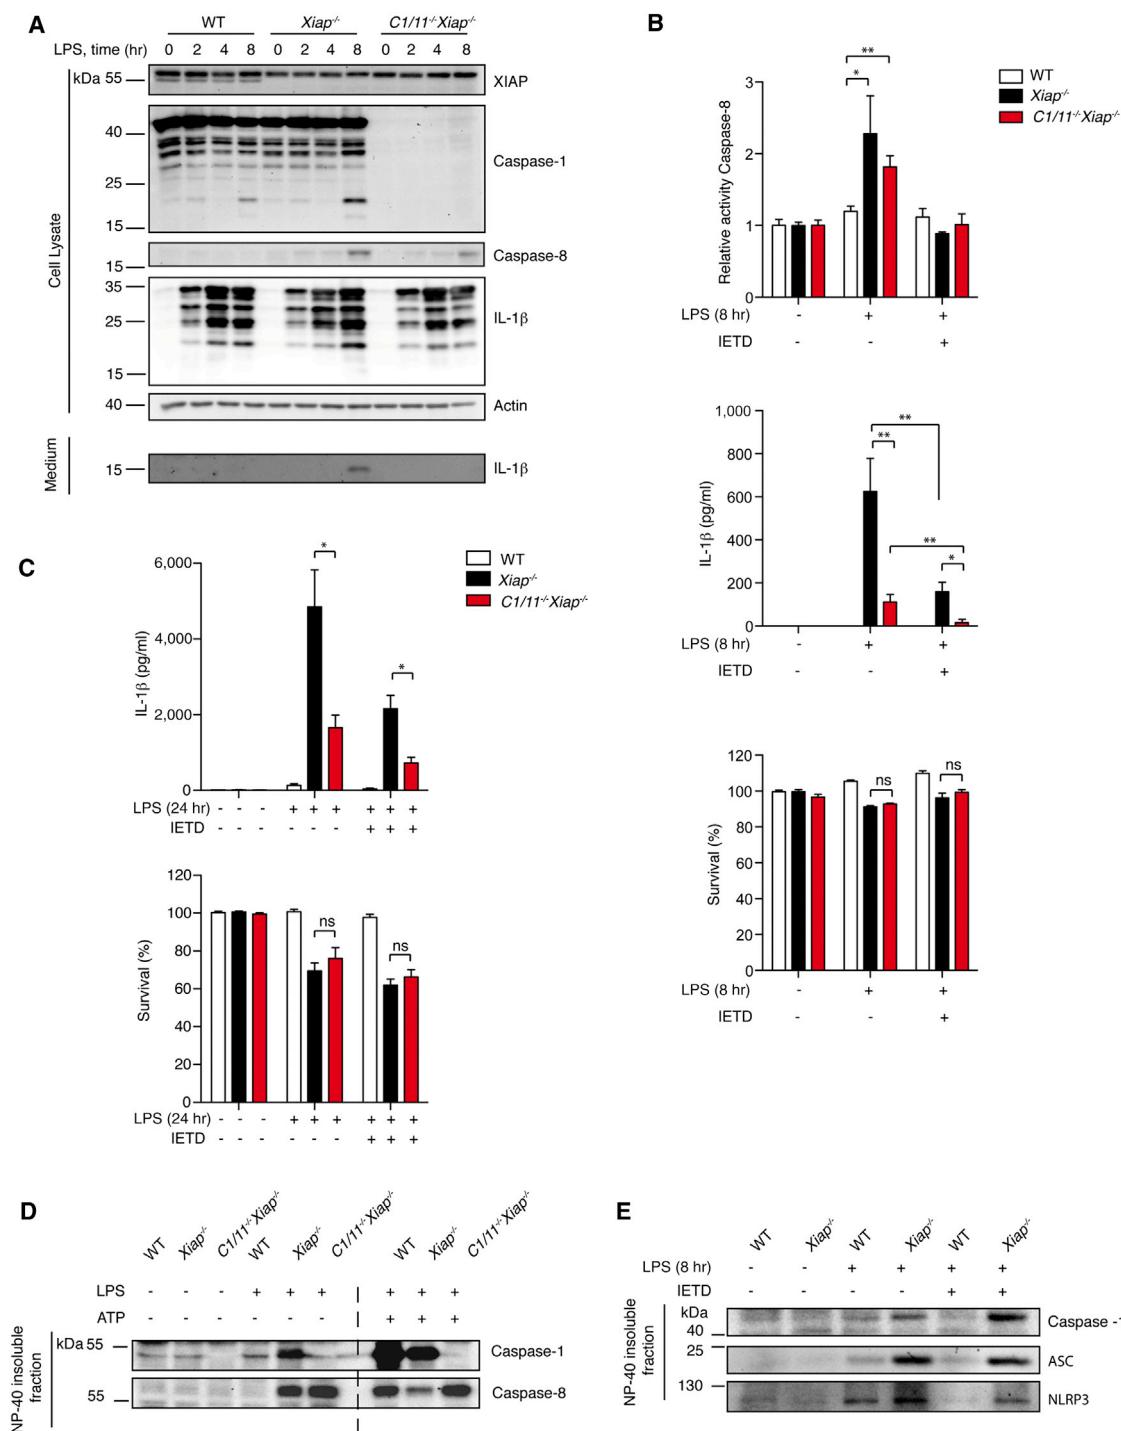 A
WT Xiap-/- C1/11-/-Xiap-/-
LPS, time (hr) 0 2 4 8 0 2 4 8 0 2 4 8
kDa 55 XIAP
40
Caspase-1
25
15
Caspase-8
15
35
IL-1β
25
15
40 Actin
Cell Lysate
15 IL-1β
Medium
B
WT
Xiap-/-
C1/11-/-Xiap-/-
Relative activity Caspase-8
3
2
1
0
* **
LPS (8 hr) - + +
IETD - - +
IL-1β (pg/ml)
1,000
800
600
400
200
0
** ** ** *
LPS (8 hr) - + +
IETD - - +
Survival (%)
120
100
80
60
40
20
0
ns ns
LPS (8 hr) - + +
IETD - - +
C
WT
Xiap-/-
C1/11-/-Xiap-/-
IL-1β (pg/ml)
6,000
4,000
2,000
0
* *
LPS (24 hr) - - - + + + + + +
IETD - - - - - - + + +
Survival (%)
120
100
80
60
40
20
0
ns ns
LPS (24 hr) - - - + + + + + +
IETD - - - - - - + + +
D
WT Xiap-/- C1/11-/-Xiap-/- WT Xiap-/- C1/11-/-Xiap-/- WT Xiap-/- C1/11-/-Xiap-/-
LPS - - - + + + + + +
ATP - - - - - - + + +
NP-40 insoluble
fraction
kDa 55 Caspase-1
55 Caspase-8
E
WT Xiap-/- WT Xiap-/- WT Xiap-/-
LPS (8 hr) - - + + + +
IETD - - - - + +
NP-40 insoluble
fraction
kDa
40
Caspase -1
25
ASC
130
NLRP3